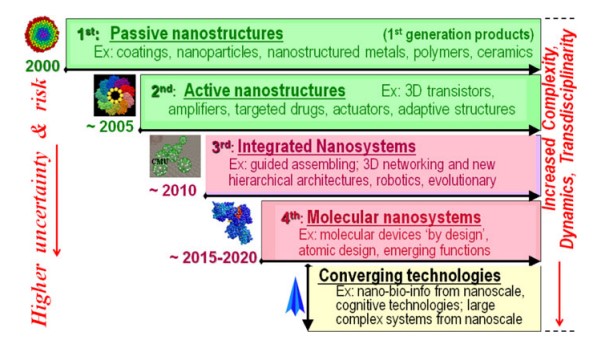 1st: Passive nanostructures (1st generation products)
Ex: coatings, nanoparticles, nanostructured metals, polymers, ceramics
2000
2nd: Active nanostructures Ex: 3D transistors,
amplifiers, targeted drugs, actuators, adaptive structures
~ 2005
3rd: Integrated Nanosystems
Ex: guided assembling; 3D networking and new
hierarchical architectures, robotics, evolutionary
CMU
~ 2010
4th: Molecular nanosystems
Ex: molecular devices ‘by design’,
atomic design, emerging functions
~ 2015-2020
Converging technologies
Ex: nano-bio-info from nanoscale,
cognitive technologies; large
complex systems from nanoscale
Higher uncertainty & risk
Increased Complexity,
Dynamics, Transdisciplinarity